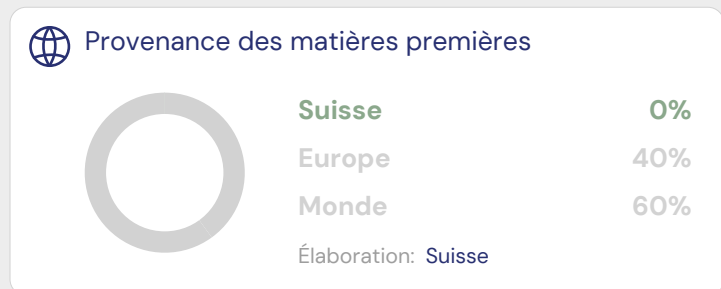 Provenance des matières premières
Suisse 0%
Europe 40%
Monde 60%
Élaboration: Suisse